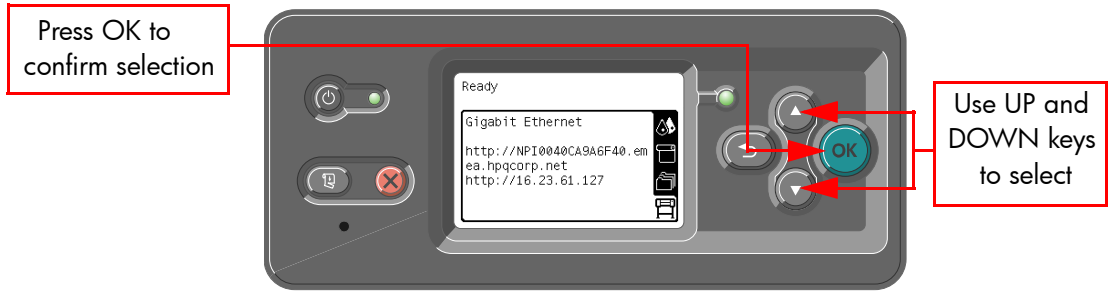 Press OK to
confirm selection
Ready
Gigabit Ethernet
http://NPI0040CA9A6F40.em
ea.hpqcorp.net
http://16.23.61.127
OK
Use UP and
DOWN keys
to select